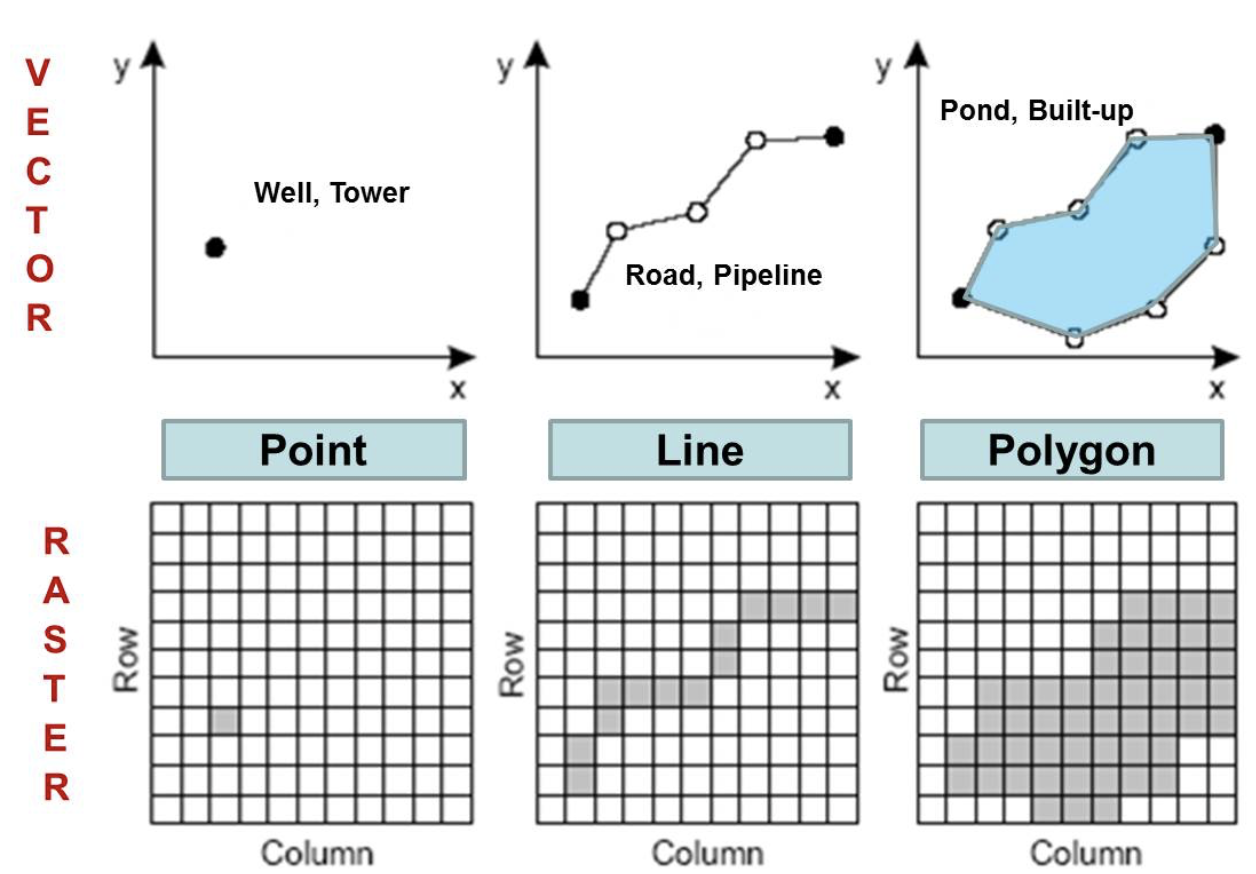 VECTOR
y
Well, Tower
x
y
Road, Pipeline
x
y
Pond, Built-up
x
Point
Line
Polygon
RASTER
Row
Column
Row
Column
Row
Column